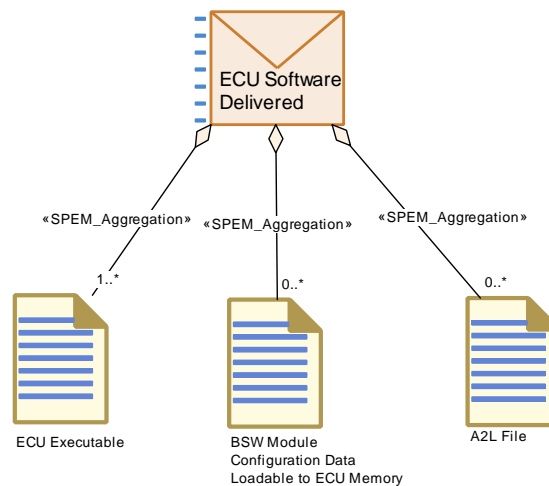 ECU Software
Delivered
«SPEM_Aggregation»
«SPEM_Aggregation»
«SPEM_Aggregation»
1..*
0..*
0..*
ECU Executable
BSW Module
Configuration Data
Loadable to ECU Memory
A2L File